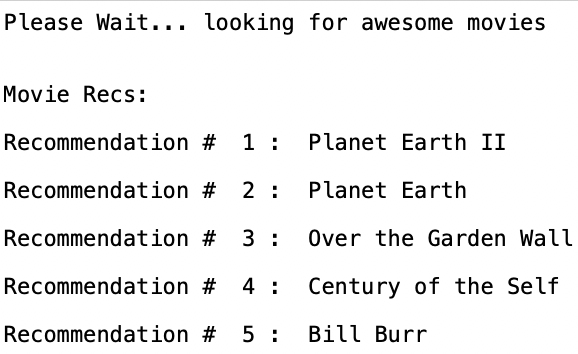 Please Wait... looking for awesome movies
Movie Recs:
Recommendation #  1 :  Planet Earth II
Recommendation #  2 :  Planet Earth
Recommendation #  3 :  Over the Garden Wall
Recommendation #  4 :  Century of the Self
Recommendation #  5 :  Bill Burr